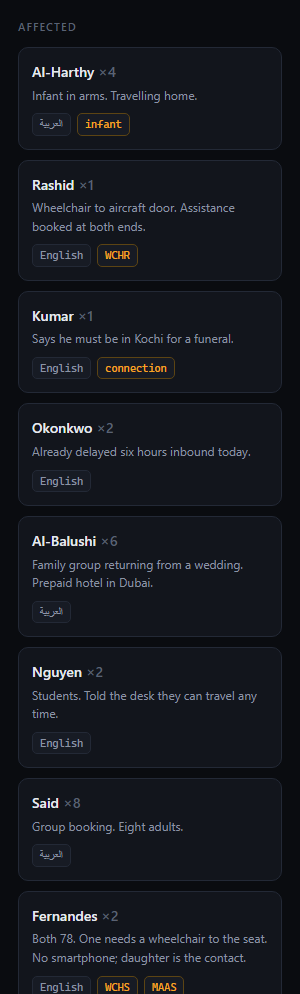 AFFECTED
Al-Harthy ×4
Infant in arms. Travelling home.
العربية infant
Rashid ×1
Wheelchair to aircraft door. Assistance
booked at both ends.
English WCHR
Kumar ×1
Says he must be in Kochi for a funeral.
English connection
Okonkwo ×2
Already delayed six hours inbound today.
English
Al-Balushi ×6
Family group returning from a wedding.
Prepaid hotel in Dubai.
العربية
Nguyen ×2
Students. Told the desk they can travel any
time.
English
Said ×8
Group booking. Eight adults.
العربية
Fernandes ×2
Both 78. One needs a wheelchair to the seat.
No smartphone; daughter is the contact.
English WCHS MAAS